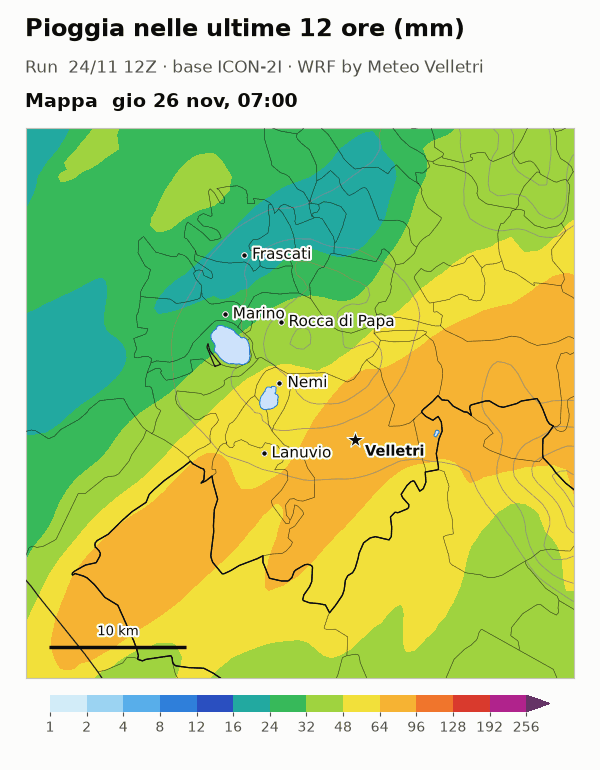 Pioggia nelle ultime 12 ore (mm)
Run  24/11 12Z · base ICON-2I · WRF by Meteo Velletri
Mappa  gio 26 nov, 07:00
Frascati
Marino
Rocca di Papa
Nemi
Velletri
Lanuvio
10 km
1 2 4 8 12 16 24 32 48 64 96 128 192 256